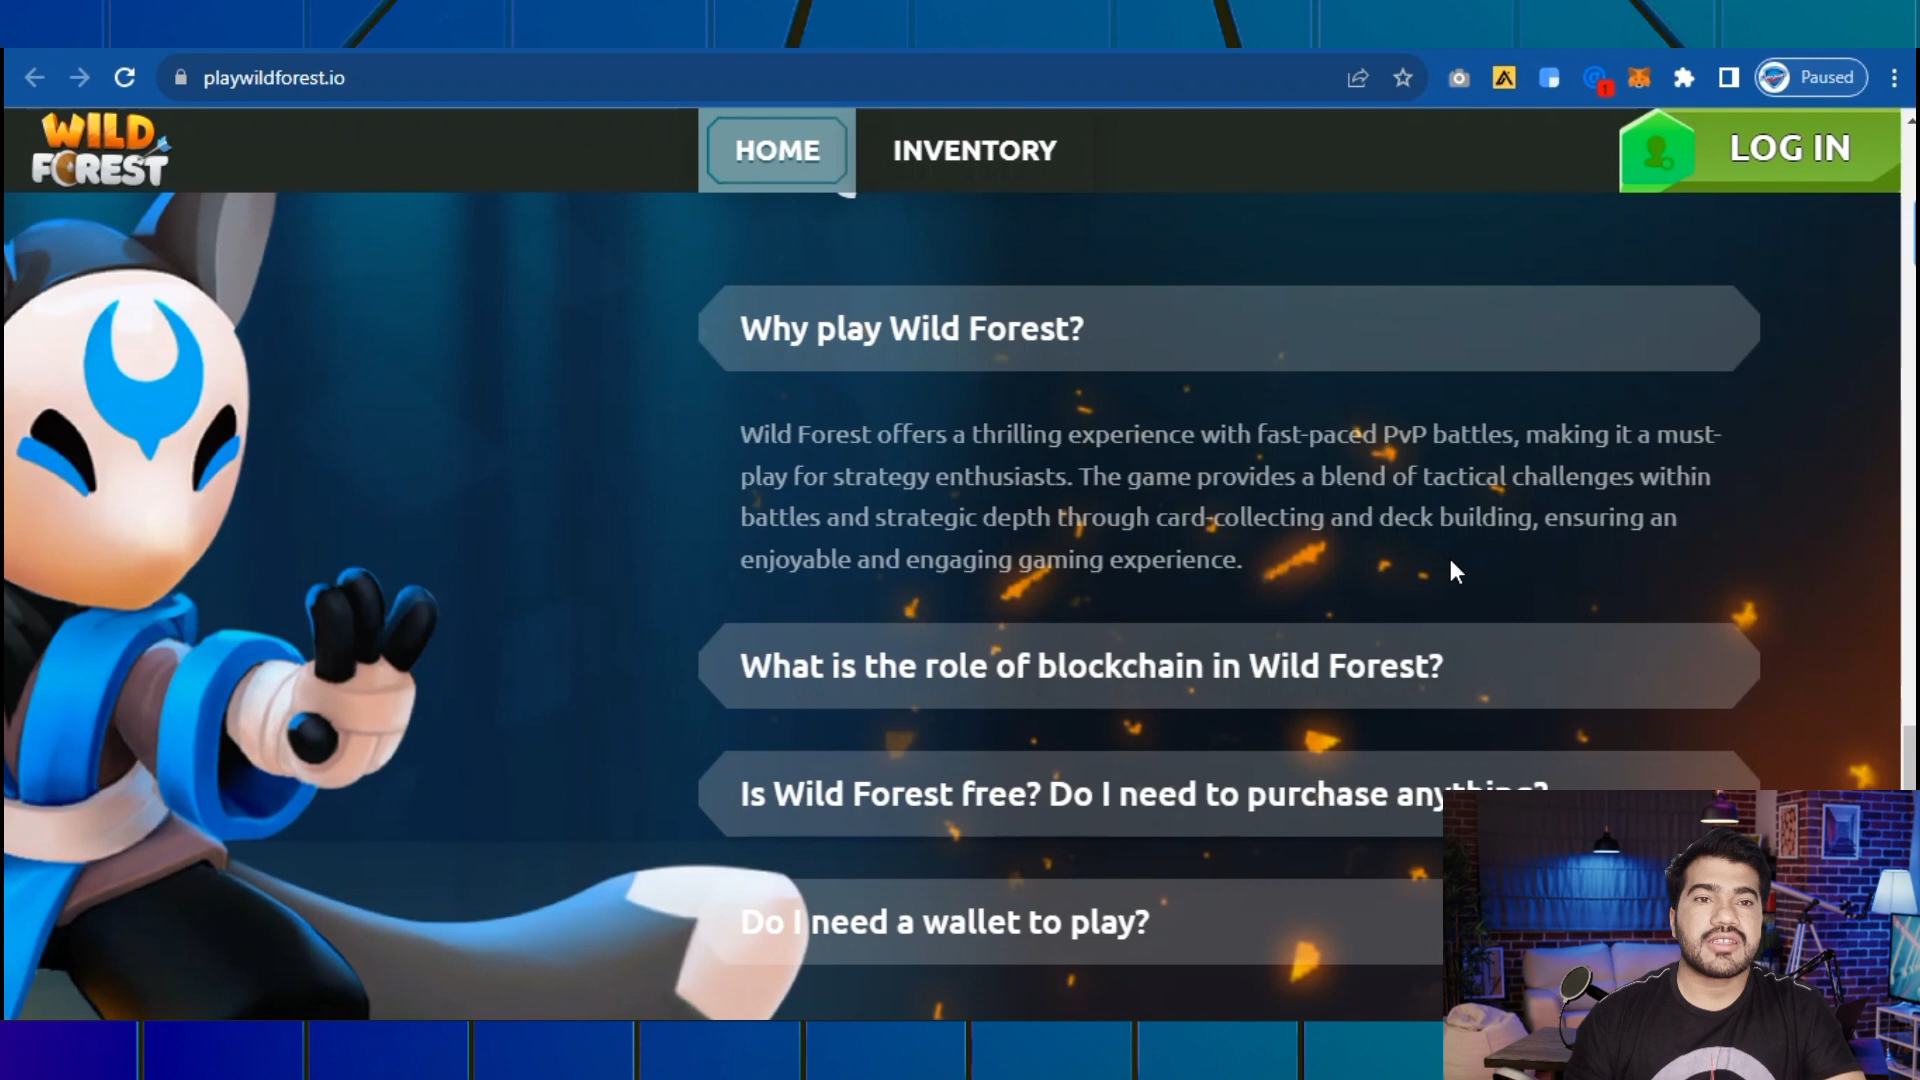 playwildforest.io
1
Paused
WILD
FOREST
HOME
INVENTORY
LOG IN
Why play Wild Forest?
Wild Forest offers a thrilling experience with fast-paced PvP battles, making it a must-
play for strategy enthusiasts. The game provides a blend of tactical challenges within
battles and strategic depth through card-collecting and deck building, ensuring an
enjoyable and engaging gaming experience.
What is the role of blockchain in Wild Forest?
Is Wild Forest free? Do I need to purchase anything?
Do I need a wallet to play?